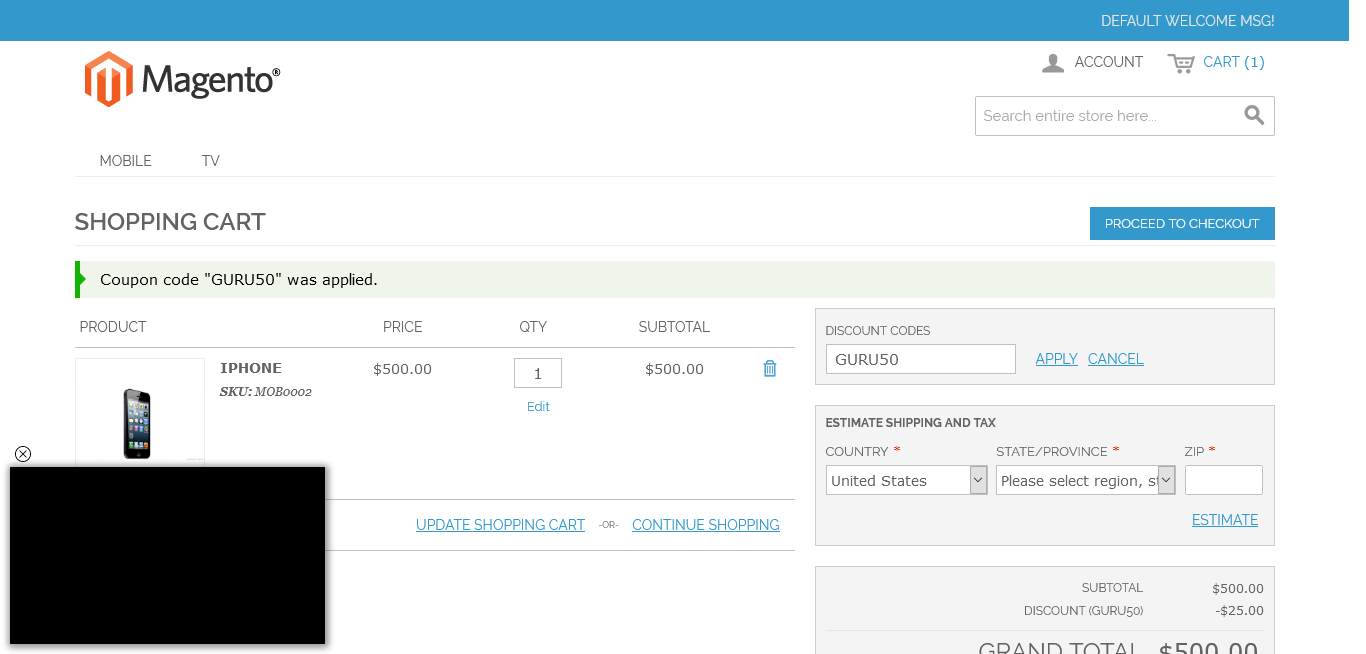 DEFAULT WELCOME MSG!
Magento®
ACCOUNT
CART (1)
Search entire store here...
MOBILE TV
SHOPPING CART
PROCEED TO CHECKOUT
Coupon code "GURU50" was applied.
PRODUCT PRICE QTY SUBTOTAL
IPHONE $500.00 1 $500.00
SKU: MOB0002
Edit
UPDATE SHOPPING CART -OR- CONTINUE SHOPPING
DISCOUNT CODES
GURU50 APPLY CANCEL
ESTIMATE SHIPPING AND TAX
COUNTRY * STATE/PROVINCE * ZIP *
United States Please select region, st
ESTIMATE
SUBTOTAL $500.00
DISCOUNT (GURU50) -$25.00
GRAND TOTAL $500.00